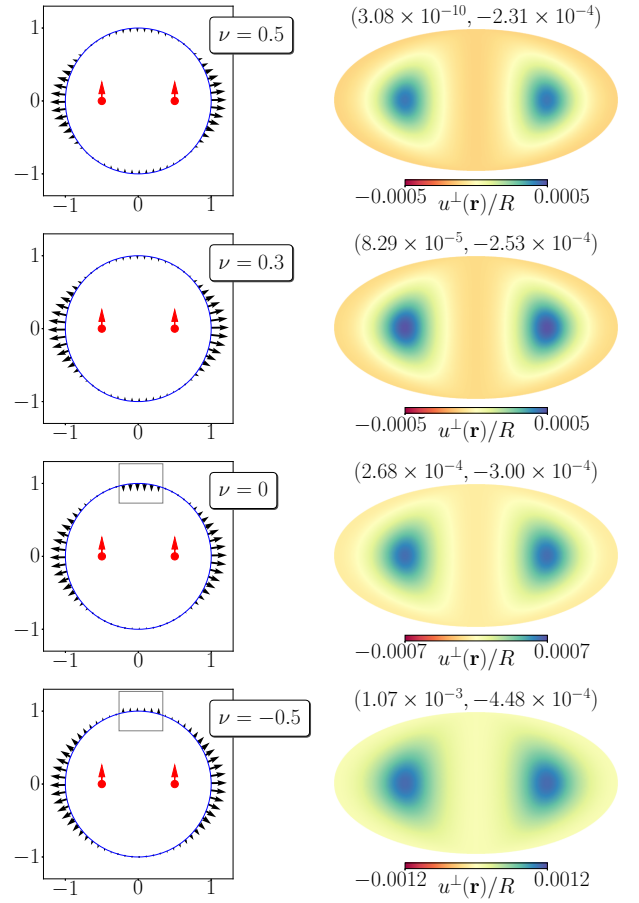 1
0
−1
−1
0
1
ν = 0.5
(3.08 × 10⁻¹⁰, −2.31 × 10⁻⁴)
−0.0005
0.0005
u⊥(r)/R
1
0
−1
−1
0
1
ν = 0.3
(8.29 × 10⁻⁵, −2.53 × 10⁻⁴)
−0.0005
0.0005
u⊥(r)/R
1
0
−1
−1
0
1
ν = 0
(2.68 × 10⁻⁴, −3.00 × 10⁻⁴)
−0.0007
0.0007
u⊥(r)/R
1
0
−1
−1
0
1
ν = −0.5
(1.07 × 10⁻³, −4.48 × 10⁻⁴)
−0.0012
0.0012
u⊥(r)/R